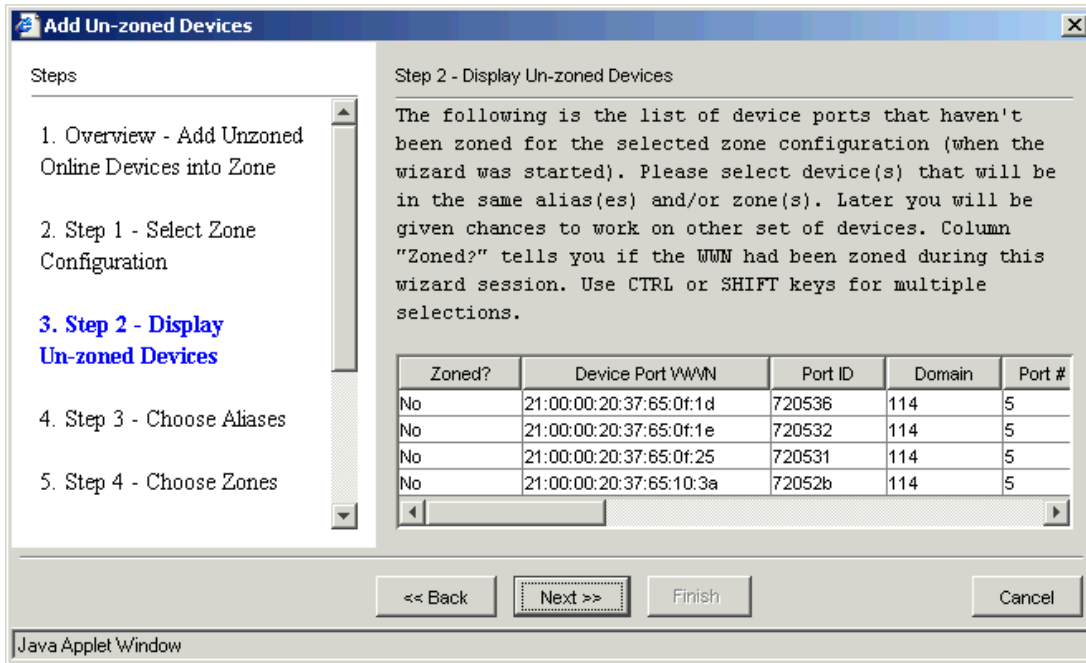 Add Un-zoned Devices
Steps
1. Overview - Add Unzoned
Online Devices into Zone
2. Step 1 - Select Zone
Configuration
3. Step 2 - Display
Un-zoned Devices
4. Step 3 - Choose Aliases
5. Step 4 - Choose Zones
Step 2 - Display Un-zoned Devices
The following is the list of device ports that haven't
been zoned for the selected zone configuration (when the
wizard was started). Please select device(s) that will be
in the same alias(es) and/or zone(s). Later you will be
given chances to work on other set of devices. Column
"Zoned?" tells you if the WWN had been zoned during this
wizard session. Use CTRL or SHIFT keys for multiple
selections.
Zoned? Device Port WWN Port ID Domain Port #
No 21:00:00:20:37:65:0f:1d 720536 114 5
No 21:00:00:20:37:65:0f:1e 720532 114 5
No 21:00:00:20:37:65:0f:25 720531 114 5
No 21:00:00:20:37:65:10:3a 72052b 114 5
<< Back Next >> Finish Cancel
Java Applet Window